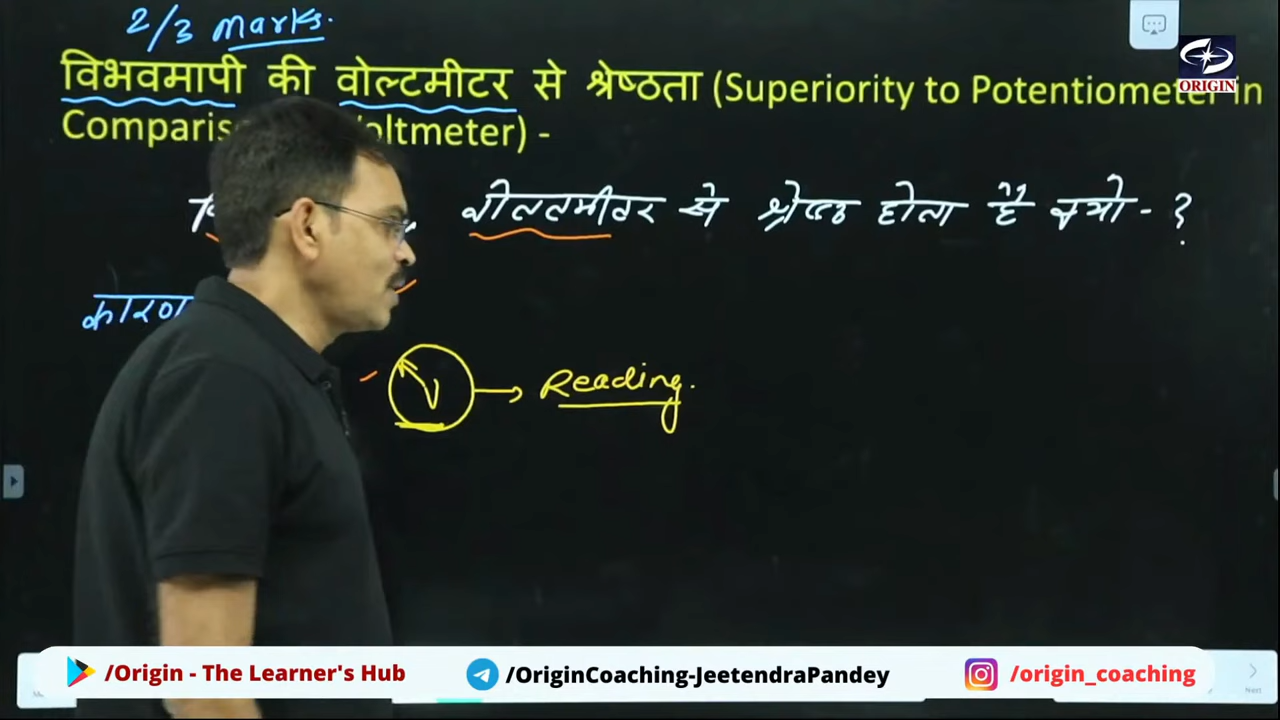 2/3 Marks.
विभवमापी की वोल्टमीटर से श्रेष्ठता (Superiority to Potentiometer in
Comparis oltmeter) -
ORIGIN
वोल्टमीटर से श्रेष्ठ होता है क्यो - ?
कारण
V Reading.
/Origin - The Learner's Hub
/OriginCoaching-JeetendraPandey
/origin_coaching
Next